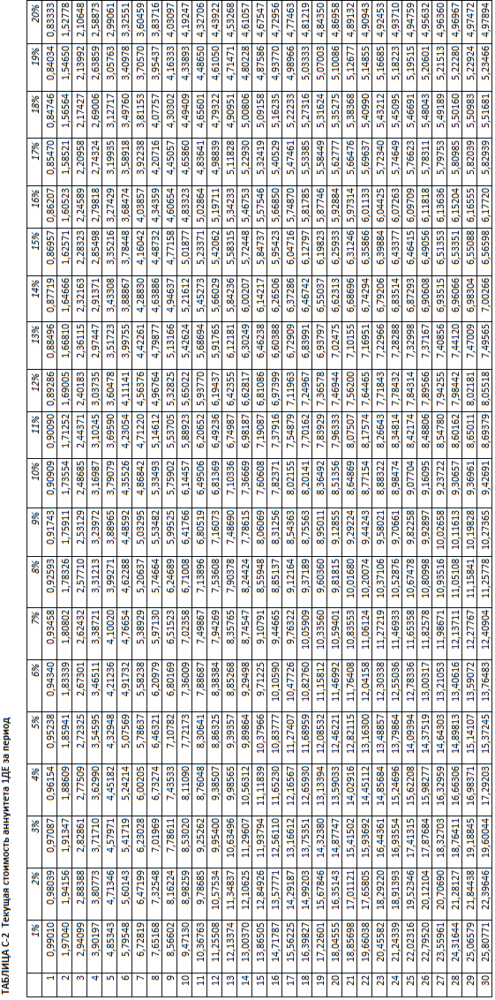 ТАБЛИЦА С-2 Текущая стоимость аннуитета 1ДЕ за период
1% 2% 3% 4% 5% 6% 7% 8% 9% 10% 11% 12% 13% 14% 15% 16% 17% 18% 19% 20%
1 0,99010 0,98039 0,97087 0,96154 0,95238 0,94340 0,93458 0,92593 0,91743 0,90909 0,90090 0,89286 0,88496 0,87719 0,86957 0,86207 0,85470 0,84746 0,84034 0,83333
2 1,97040 1,94156 1,91347 1,88609 1,85941 1,83339 1,80802 1,78326 1,75911 1,73554 1,71252 1,69005 1,66810 1,64666 1,62571 1,60523 1,58521 1,56564 1,54650 1,52778
3 2,94099 2,88388 2,82861 2,77509 2,72325 2,67301 2,62432 2,57710 2,53129 2,48685 2,44371 2,40183 2,36115 2,32163 2,28323 2,24589 2,20958 2,17427 2,13992 2,10648
4 3,90197 3,80773 3,71710 3,62990 3,54595 3,46511 3,38721 3,31213 3,23972 3,16987 3,10245 3,03735 2,97447 2,91371 2,85498 2,79818 2,74324 2,69006 2,63859 2,58873
5 4,85343 4,71346 4,57971 4,45182 4,32948 4,21236 4,10020 3,99271 3,88965 3,79079 3,69590 3,60478 3,51723 3,43308 3,35216 3,27429 3,19935 3,12717 3,05763 2,99061
6 5,79548 5,60143 5,41719 5,24214 5,07569 4,91732 4,76654 4,62288 4,48592 4,35526 4,23054 4,11141 3,99755 3,88867 3,78448 3,68474 3,58918 3,49760 3,40978 3,32551
7 6,72819 6,47199 6,23028 6,00205 5,78637 5,58238 5,38929 5,20637 5,03295 4,86842 4,71220 4,56376 4,42261 4,28830 4,16042 4,03857 3,92238 3,81153 3,70570 3,60459
8 7,65168 7,32548 7,01969 6,73274 6,46321 6,20979 5,97130 5,74664 5,53482 5,33493 5,14612 4,96764 4,79877 4,63886 4,48732 4,34359 4,20716 4,07757 3,95437 3,83716
9 8,56602 8,16224 7,78611 7,43533 7,10782 6,80169 6,51523 6,24689 5,99525 5,75902 5,53705 5,32825 5,13166 4,94637 4,77158 4,60654 4,45057 4,30302 4,16333 4,03097
10 9,47130 8,98259 8,53020 8,11090 7,72173 7,36009 7,02358 6,71008 6,41766 6,14457 5,88923 5,65022 5,42624 5,21612 5,01877 4,83323 4,65860 4,49409 4,33893 4,19247
11 10,36763 9,78685 9,25262 8,76048 8,30641 7,88687 7,49867 7,13896 6,80519 6,49506 6,20652 5,93770 5,68694 5,45273 5,23371 5,02864 4,83641 4,65601 4,48650 4,32706
12 11,25508 10,57534 9,95400 9,38507 8,86325 8,38384 7,94269 7,53608 7,16073 6,81369 6,49236 6,19437 5,91765 5,66029 5,42062 5,19711 4,98839 4,79322 4,61050 4,43922
13 12,13374 11,34837 10,63496 9,98565 9,39357 8,85268 8,35765 7,90378 7,48690 7,10336 6,74987 6,42355 6,12181 5,84236 5,58315 5,34233 5,11828 4,90951 4,71471 4,53268
14 13,00370 12,10625 11,29607 10,56312 9,89864 9,29498 8,74547 8,24424 7,78615 7,36669 6,98187 6,62817 6,30249 6,00207 5,72448 5,46753 5,22930 5,00806 4,80228 4,61057
15 13,86505 12,84926 11,93794 11,11839 10,37966 9,71225 9,10791 8,55948 8,06069 7,60608 7,19087 6,81086 6,46238 6,14217 5,84737 5,57546 5,32419 5,09158 4,87586 4,67547
16 14,71787 13,57771 12,56110 11,65230 10,83777 10,10590 9,44665 8,85137 8,31256 7,82371 7,37916 6,97399 6,60388 6,26506 5,95423 5,66850 5,40529 5,16235 4,93770 4,72956
17 15,56225 14,29187 13,16612 12,16567 11,27407 10,47726 9,76322 9,12164 8,54363 8,02155 7,54879 7,11963 6,72909 6,37286 6,04716 5,74870 5,47461 5,22233 4,98966 4,77463
18 16,39827 14,99203 13,75351 12,65930 11,68959 10,82760 10,05909 9,37189 8,75563 8,20141 7,70162 7,24967 6,83991 6,46742 6,12797 5,81785 5,53385 5,27316 5,03333 4,81219
19 17,22601 15,67846 14,32380 13,13394 12,08532 11,15812 10,33560 9,60360 8,95011 8,36492 7,83929 7,36578 6,93797 6,55037 6,19823 5,87746 5,58449 5,31624 5,07003 4,84350
20 18,04555 16,35143 14,87747 13,59033 12,46221 11,46992 10,59401 9,81815 9,12855 8,51356 7,96333 7,46944 7,02475 6,62313 6,25933 5,92884 5,62777 5,35275 5,10086 4,86958
21 18,85698 17,01121 15,41502 14,02916 12,82115 11,76408 10,83553 10,01680 9,29224 8,64869 8,07507 7,56200 7,10155 6,68696 6,31246 5,97314 5,66476 5,38368 5,12677 4,89132
22 19,66038 17,65805 15,93692 14,45112 13,16300 12,04158 11,06124 10,20074 9,44243 8,77154 8,17574 7,64465 7,16951 6,74294 6,35866 6,01133 5,69637 5,40990 5,14855 4,90943
23 20,45582 18,29220 16,44361 14,85684 13,48857 12,30338 11,27219 10,37106 9,58021 8,88322 8,26643 7,71843 7,22966 6,79206 6,39884 6,04425 5,72340 5,43212 5,16685 4,92453
24 21,24339 18,91393 16,93554 15,24696 13,79864 12,55036 11,46933 10,52876 9,70661 8,98474 8,34814 7,78432 7,28288 6,83514 6,43377 6,07263 5,74649 5,45095 5,18223 4,93710
25 22,02316 19,52346 17,41315 15,62208 14,09394 12,78336 11,65358 10,67478 9,82258 9,07704 8,42174 7,84314 7,32998 6,87293 6,46415 6,09709 5,76623 5,46691 5,19515 4,94759
26 22,79520 20,12104 17,87684 15,98277 14,37519 13,00317 11,82578 10,80998 9,92897 9,16095 8,48806 7,89566 7,37167 6,90608 6,49056 6,11818 5,78311 5,48043 5,20601 4,95632
27 23,55961 20,70690 18,32703 16,32959 14,64303 13,21053 11,98671 10,93516 10,02658 9,23722 8,54780 7,94255 7,40856 6,93515 6,51353 6,13636 5,79753 5,49189 5,21513 4,96360
28 24,31644 21,28127 18,76411 16,66306 14,89813 13,40616 12,13711 11,05108 10,11613 9,30657 8,60162 7,98442 7,44120 6,96066 6,53351 6,15204 5,80985 5,50160 5,22280 4,96967
29 25,06579 21,84438 19,18845 16,98371 15,14107 13,59072 12,27767 11,15841 10,19828 9,36961 8,65011 8,02181 7,47009 6,98304 6,55088 6,16555 5,82039 5,50983 5,22924 4,97472
30 25,80771 22,39646 19,60044 17,29203 15,37245 13,76483 12,40904 11,25778 10,27365 9,42691 8,69379 8,05518 7,49565 7,00266 6,56598 6,17720 5,82939 5,51681 5,23466 4,97894